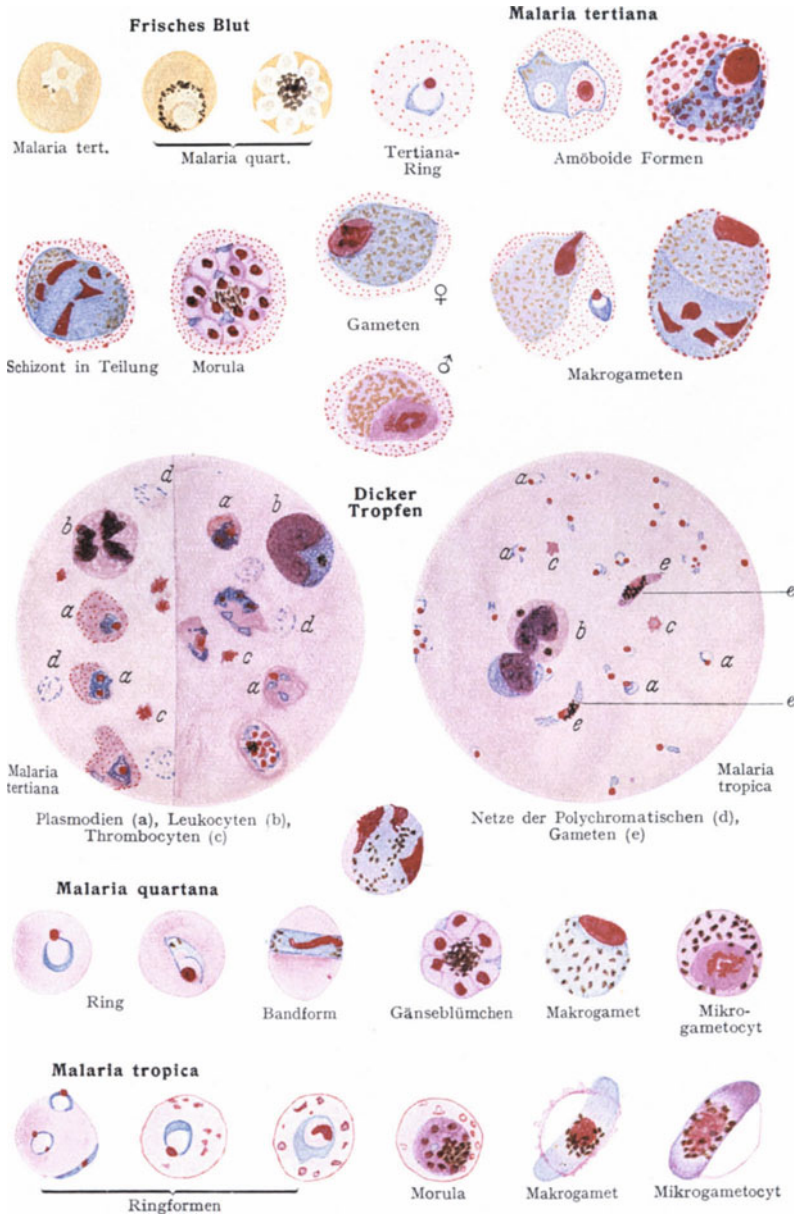 Frisches Blut
Malaria tertiana
Malaria tert.
Malaria quart.
Tertiana-
Ring
Amöboide Formen
Schizont in Teilung
Morula
♀
Gameten
♂
Makrogameten
Dicker
Tropfen
d
b
a
d
a
c
a
b
d
c
a
a
a
c
e
e
b
c
a
a
e
e
Malaria
tertiana
Malaria
tropica
Plasmodien (a), Leukocyten (b),
Thrombocyten (c)
Netze der Polychromatischen (d),
Gameten (e)
Malaria quartana
Ring
Bandform
Gänseblümchen
Makrogamet
Mikro-
gametocyt
Malaria tropica
Ringformen
Morula
Makrogamet
Mikrogametocyt